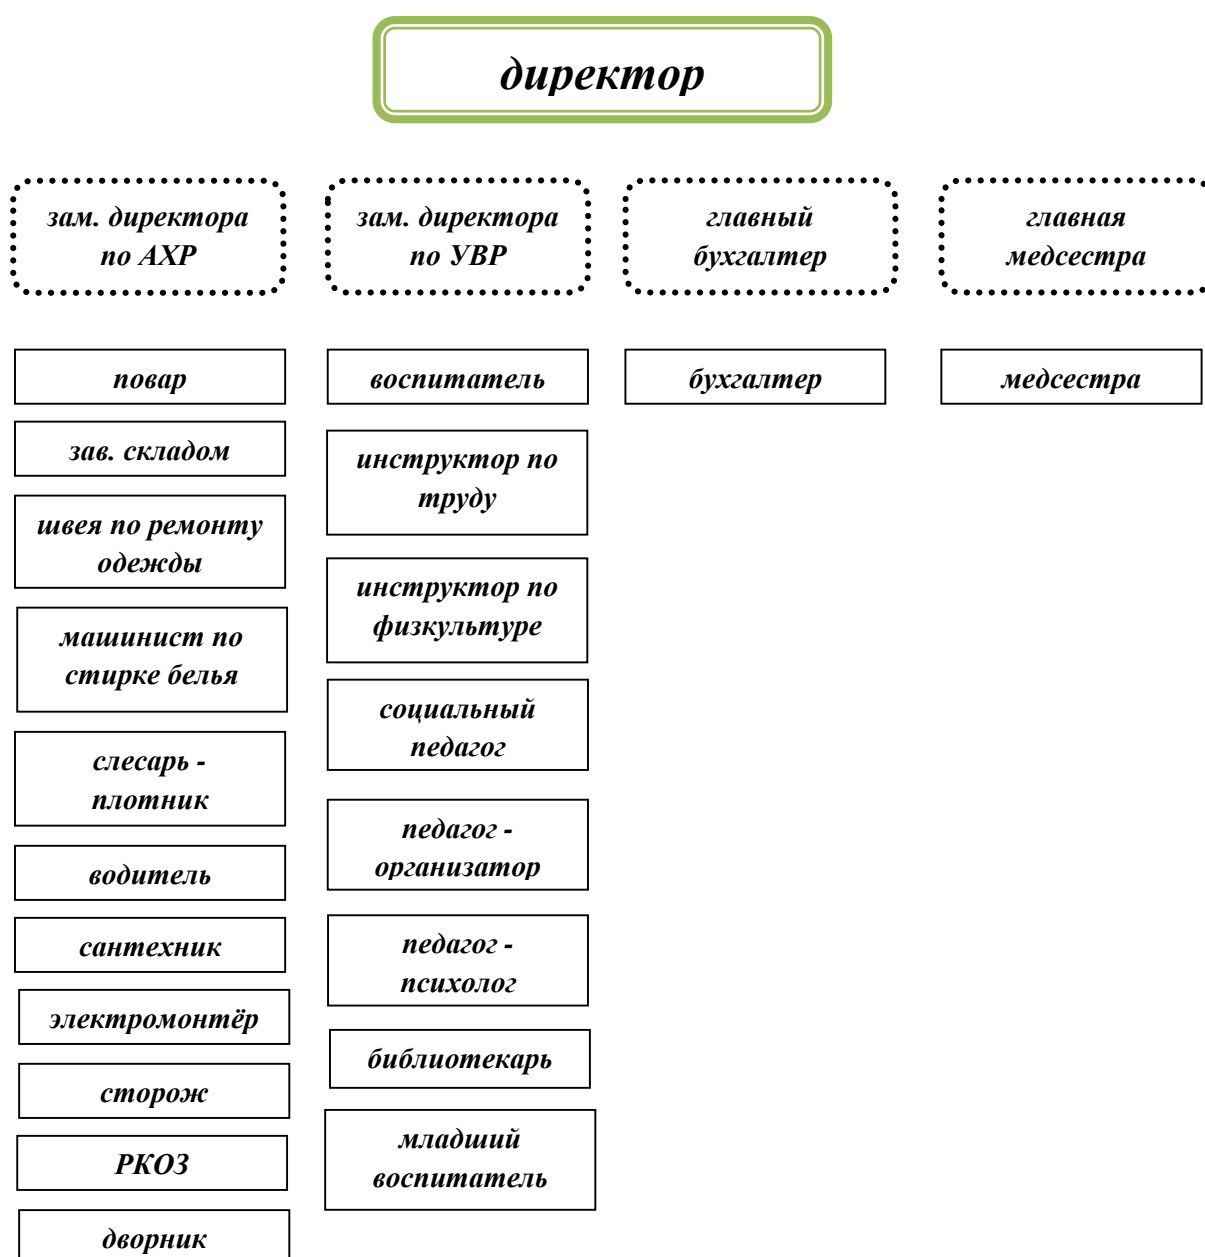 директор
зам. директора
по АХР
зам. директора
по УВР
главный
бухгалтер
главная
медсестра
повар
зав. складом
швея по ремонту
одежды
машинист по
стирке белья
слесарь -
плотник
водитель
сантехник
электромонтёр
сторож
РКОЗ
дворник
воспитатель
инструктор по
труду
инструктор по
физкультуре
социальный
педагог
педагог -
организатор
педагог -
психолог
библиотекарь
младший
воспитатель
бухгалтер
медсестра